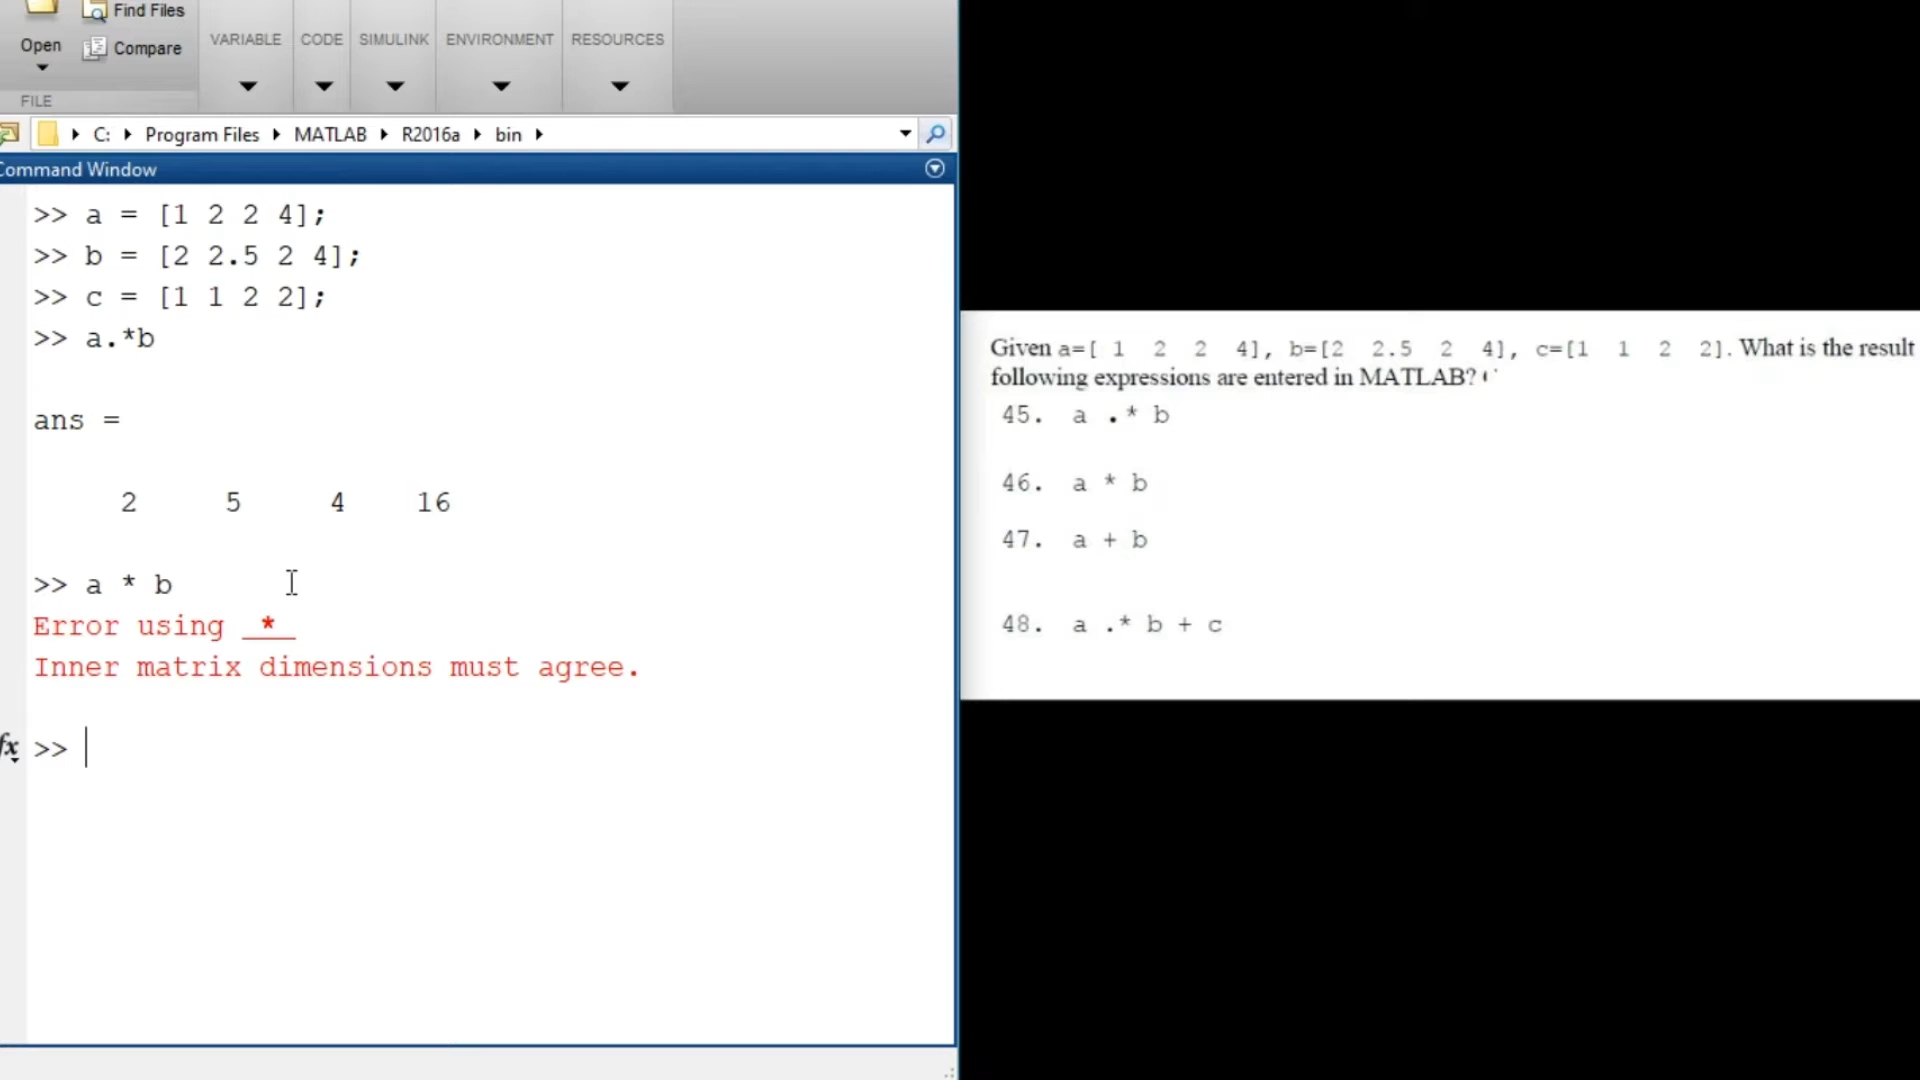 Find Files
Open
Compare
VARIABLE
CODE
SIMULINK
ENVIRONMENT
RESOURCES
FILE
C: Program Files MATLAB R2016a bin
Command Window
>> a = [1 2 2 4];
>> b = [2 2.5 2 4];
>> c = [1 1 2 2];
>> a.*b
ans =
2 5 4 16
>> a * b
Error using *
Inner matrix dimensions must agree.
fx >>
Given a=[ 1 2 2 4], b=[2 2.5 2 4], c=[1 1 2 2]. What is the result
following expressions are entered in MATLAB?
45. a .* b
46. a * b
47. a + b
48. a .* b + c